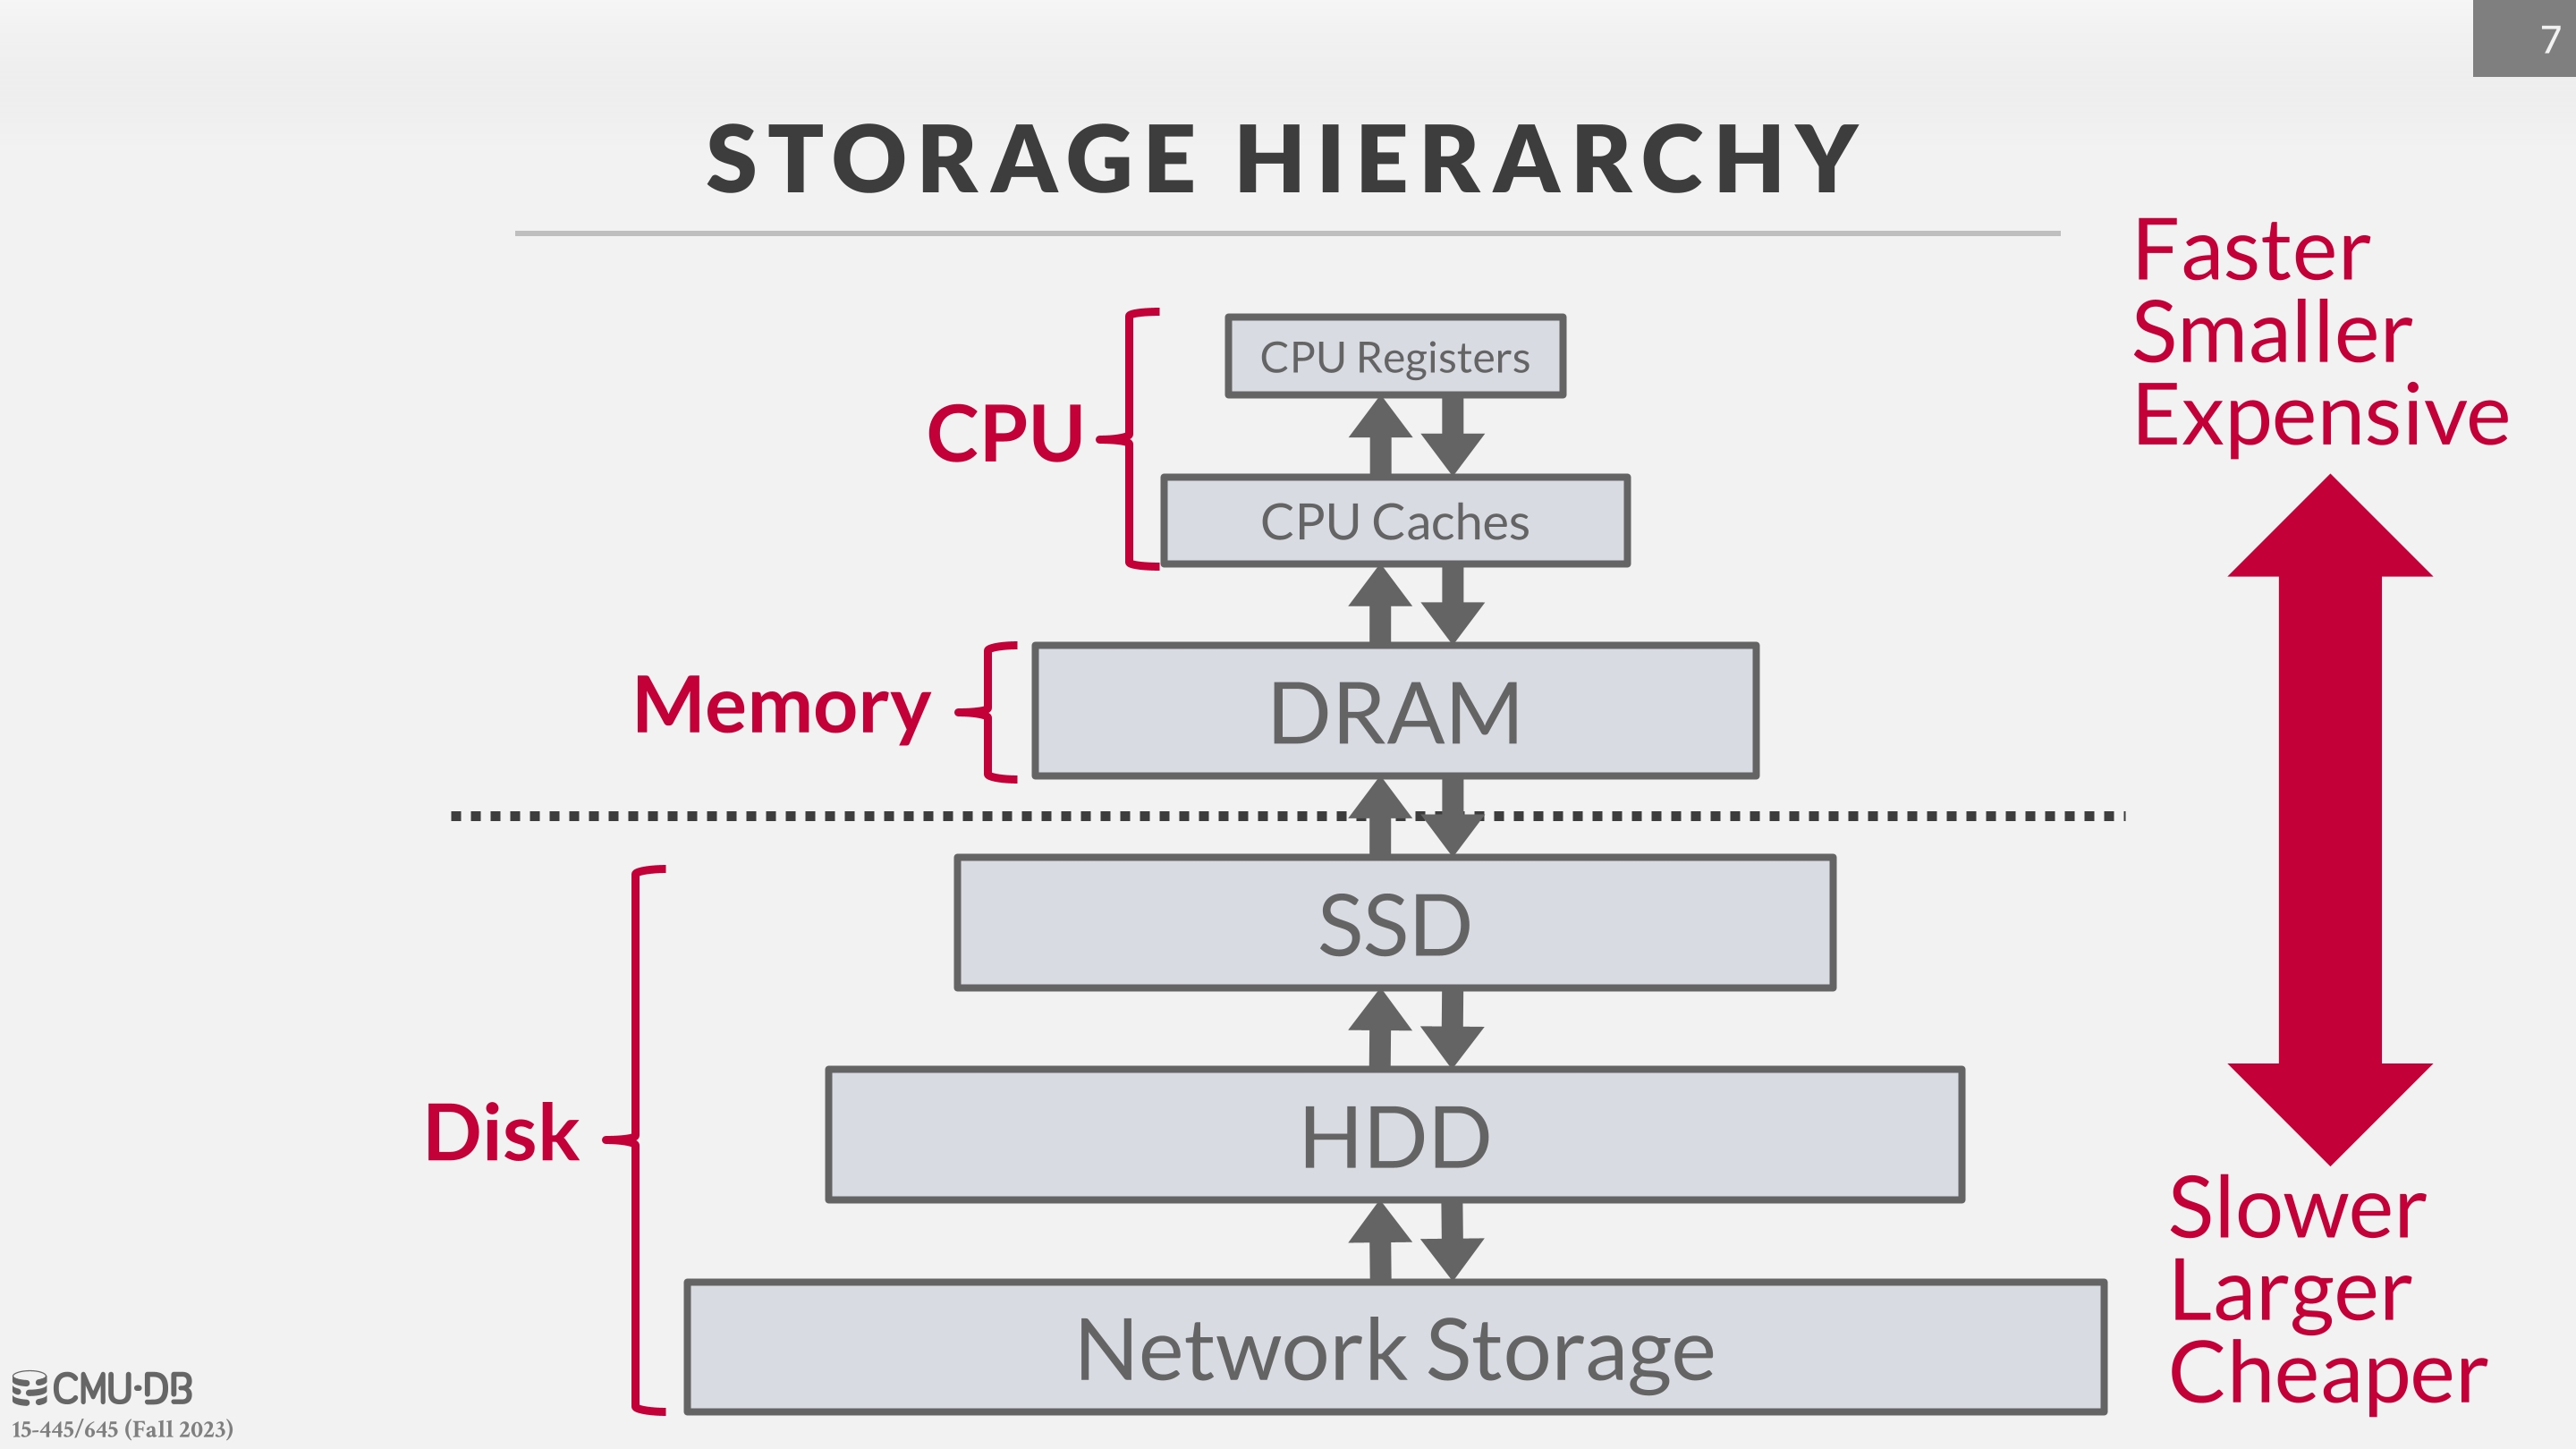 7
STORAGE HIERARCHY
Faster
Smaller
Expensive
CPU Registers
CPU
CPU Caches
Memory
DRAM
SSD
Disk
HDD
Slower
Larger
Cheaper
Network Storage
CMU·DB
15-445/645 (Fall 2023)